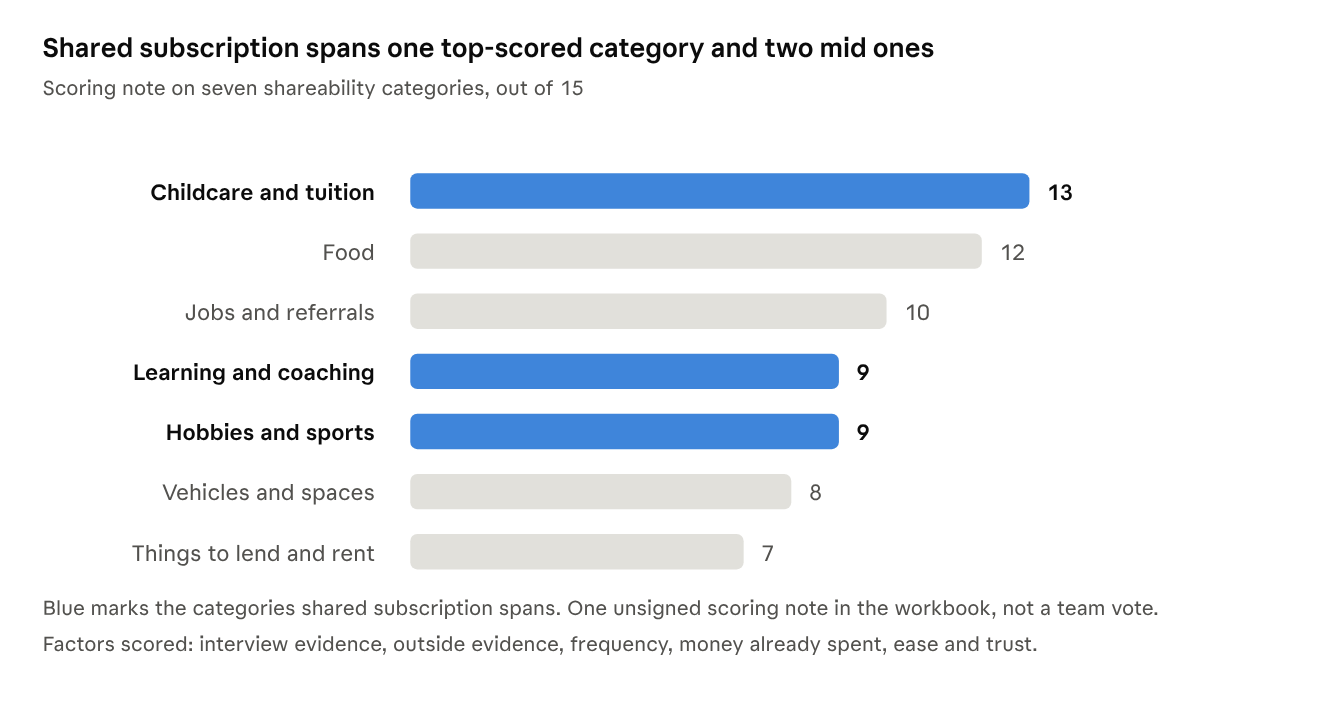 Shared subscription spans one top-scored category and two mid ones
Scoring note on seven shareability categories, out of 15
Childcare and tuition 13
Food 12
Jobs and referrals 10
Learning and coaching 9
Hobbies and sports 9
Vehicles and spaces 8
Things to lend and rent 7
Blue marks the categories shared subscription spans. One unsigned scoring note in the workbook, not a team vote.
Factors scored: interview evidence, outside evidence, frequency, money already spent, ease and trust.